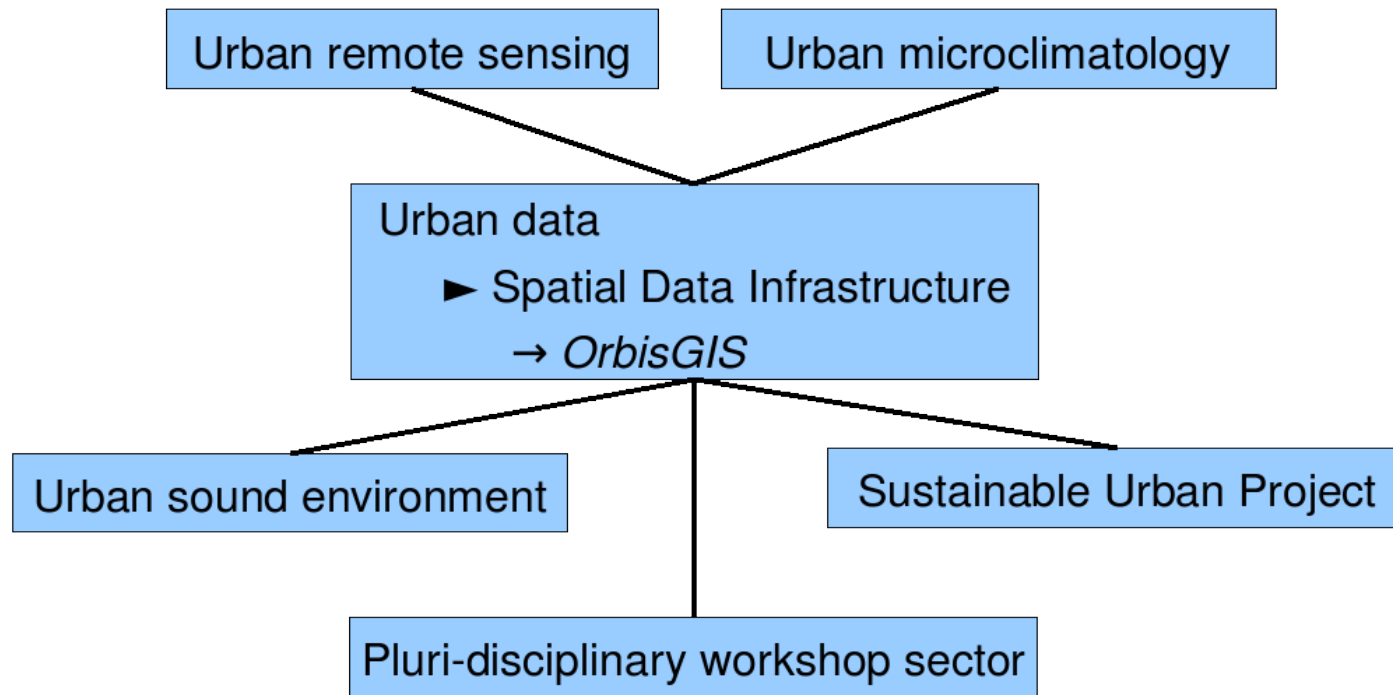 Urban remote sensing
Urban microclimatology
Urban data
► Spatial Data Infrastructure
→ OrbisGIS
Urban sound environment
Sustainable Urban Project
Pluri-disciplinary workshop sector